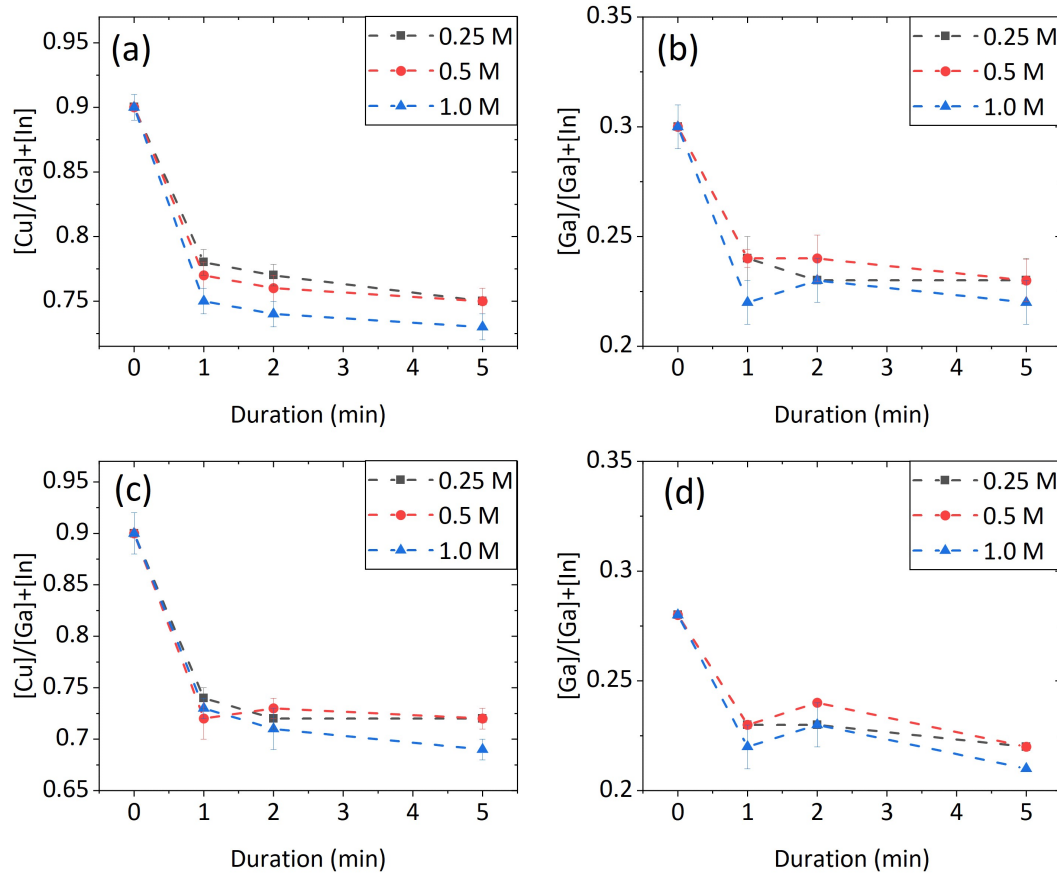 (a)
0.25 M
0.5 M
1.0 M
[Cu]/[Ga]+[In]
0.95
0.9
0.85
0.8
0.75
0 1 2 3 4 5
Duration (min)
(b)
0.25 M
0.5 M
1.0 M
[Ga]/[Ga]+[In]
0.35
0.3
0.25
0.2
0 1 2 3 4 5
Duration (min)
(c)
0.25 M
0.5 M
1.0 M
[Cu]/[Ga]+[In]
0.95
0.9
0.85
0.8
0.75
0.7
0.65
0 1 2 3 4 5
Duration (min)
(d)
0.25 M
0.5 M
1.0 M
[Ga]/[Ga]+[In]
0.35
0.3
0.25
0.2
0 1 2 3 4 5
Duration (min)